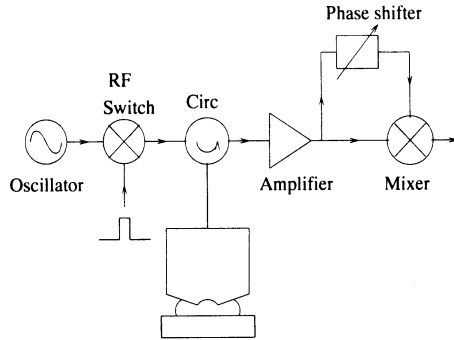 Phase shifter
RF
Switch
Circ
Oscillator
Amplifier
Mixer